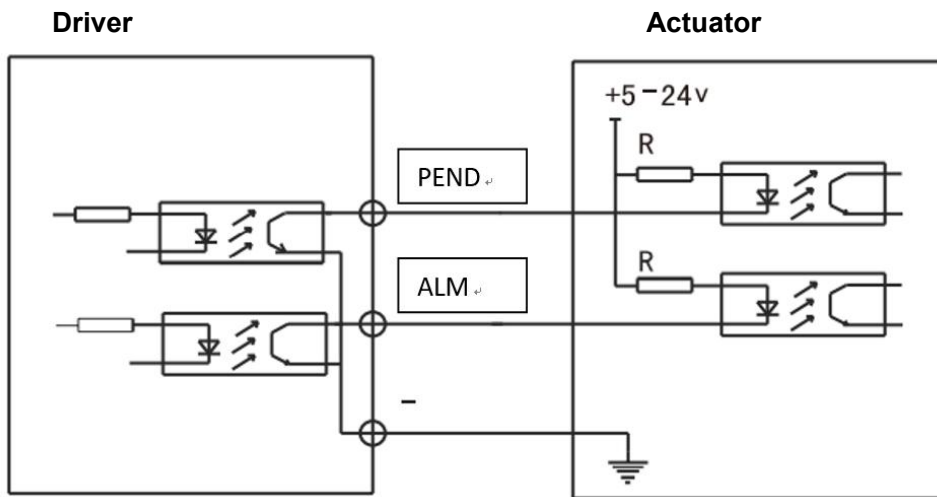 Driver
Actuator
+5-24v
R
PEND
R
ALM
-